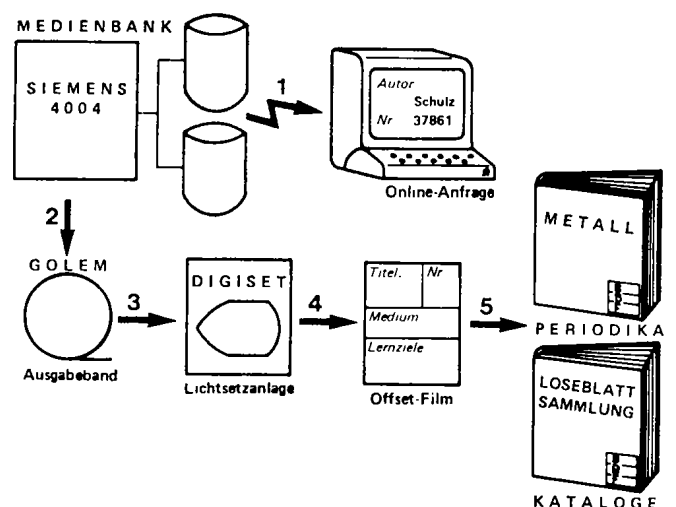 MEDIENBANK
SIEMENS
4004
1
Autor
Schulz
Nr 37861
Online-Anfrage
2
GOLEM
Ausgabeband
3
DIGISET
Lichtsetzanlage
4
Titel. Nr
Medium
Lernziele
Offset-Film
5
METALL
PERIODIKA
LOSEBLATT
SAMMLUNG
KATALOGE